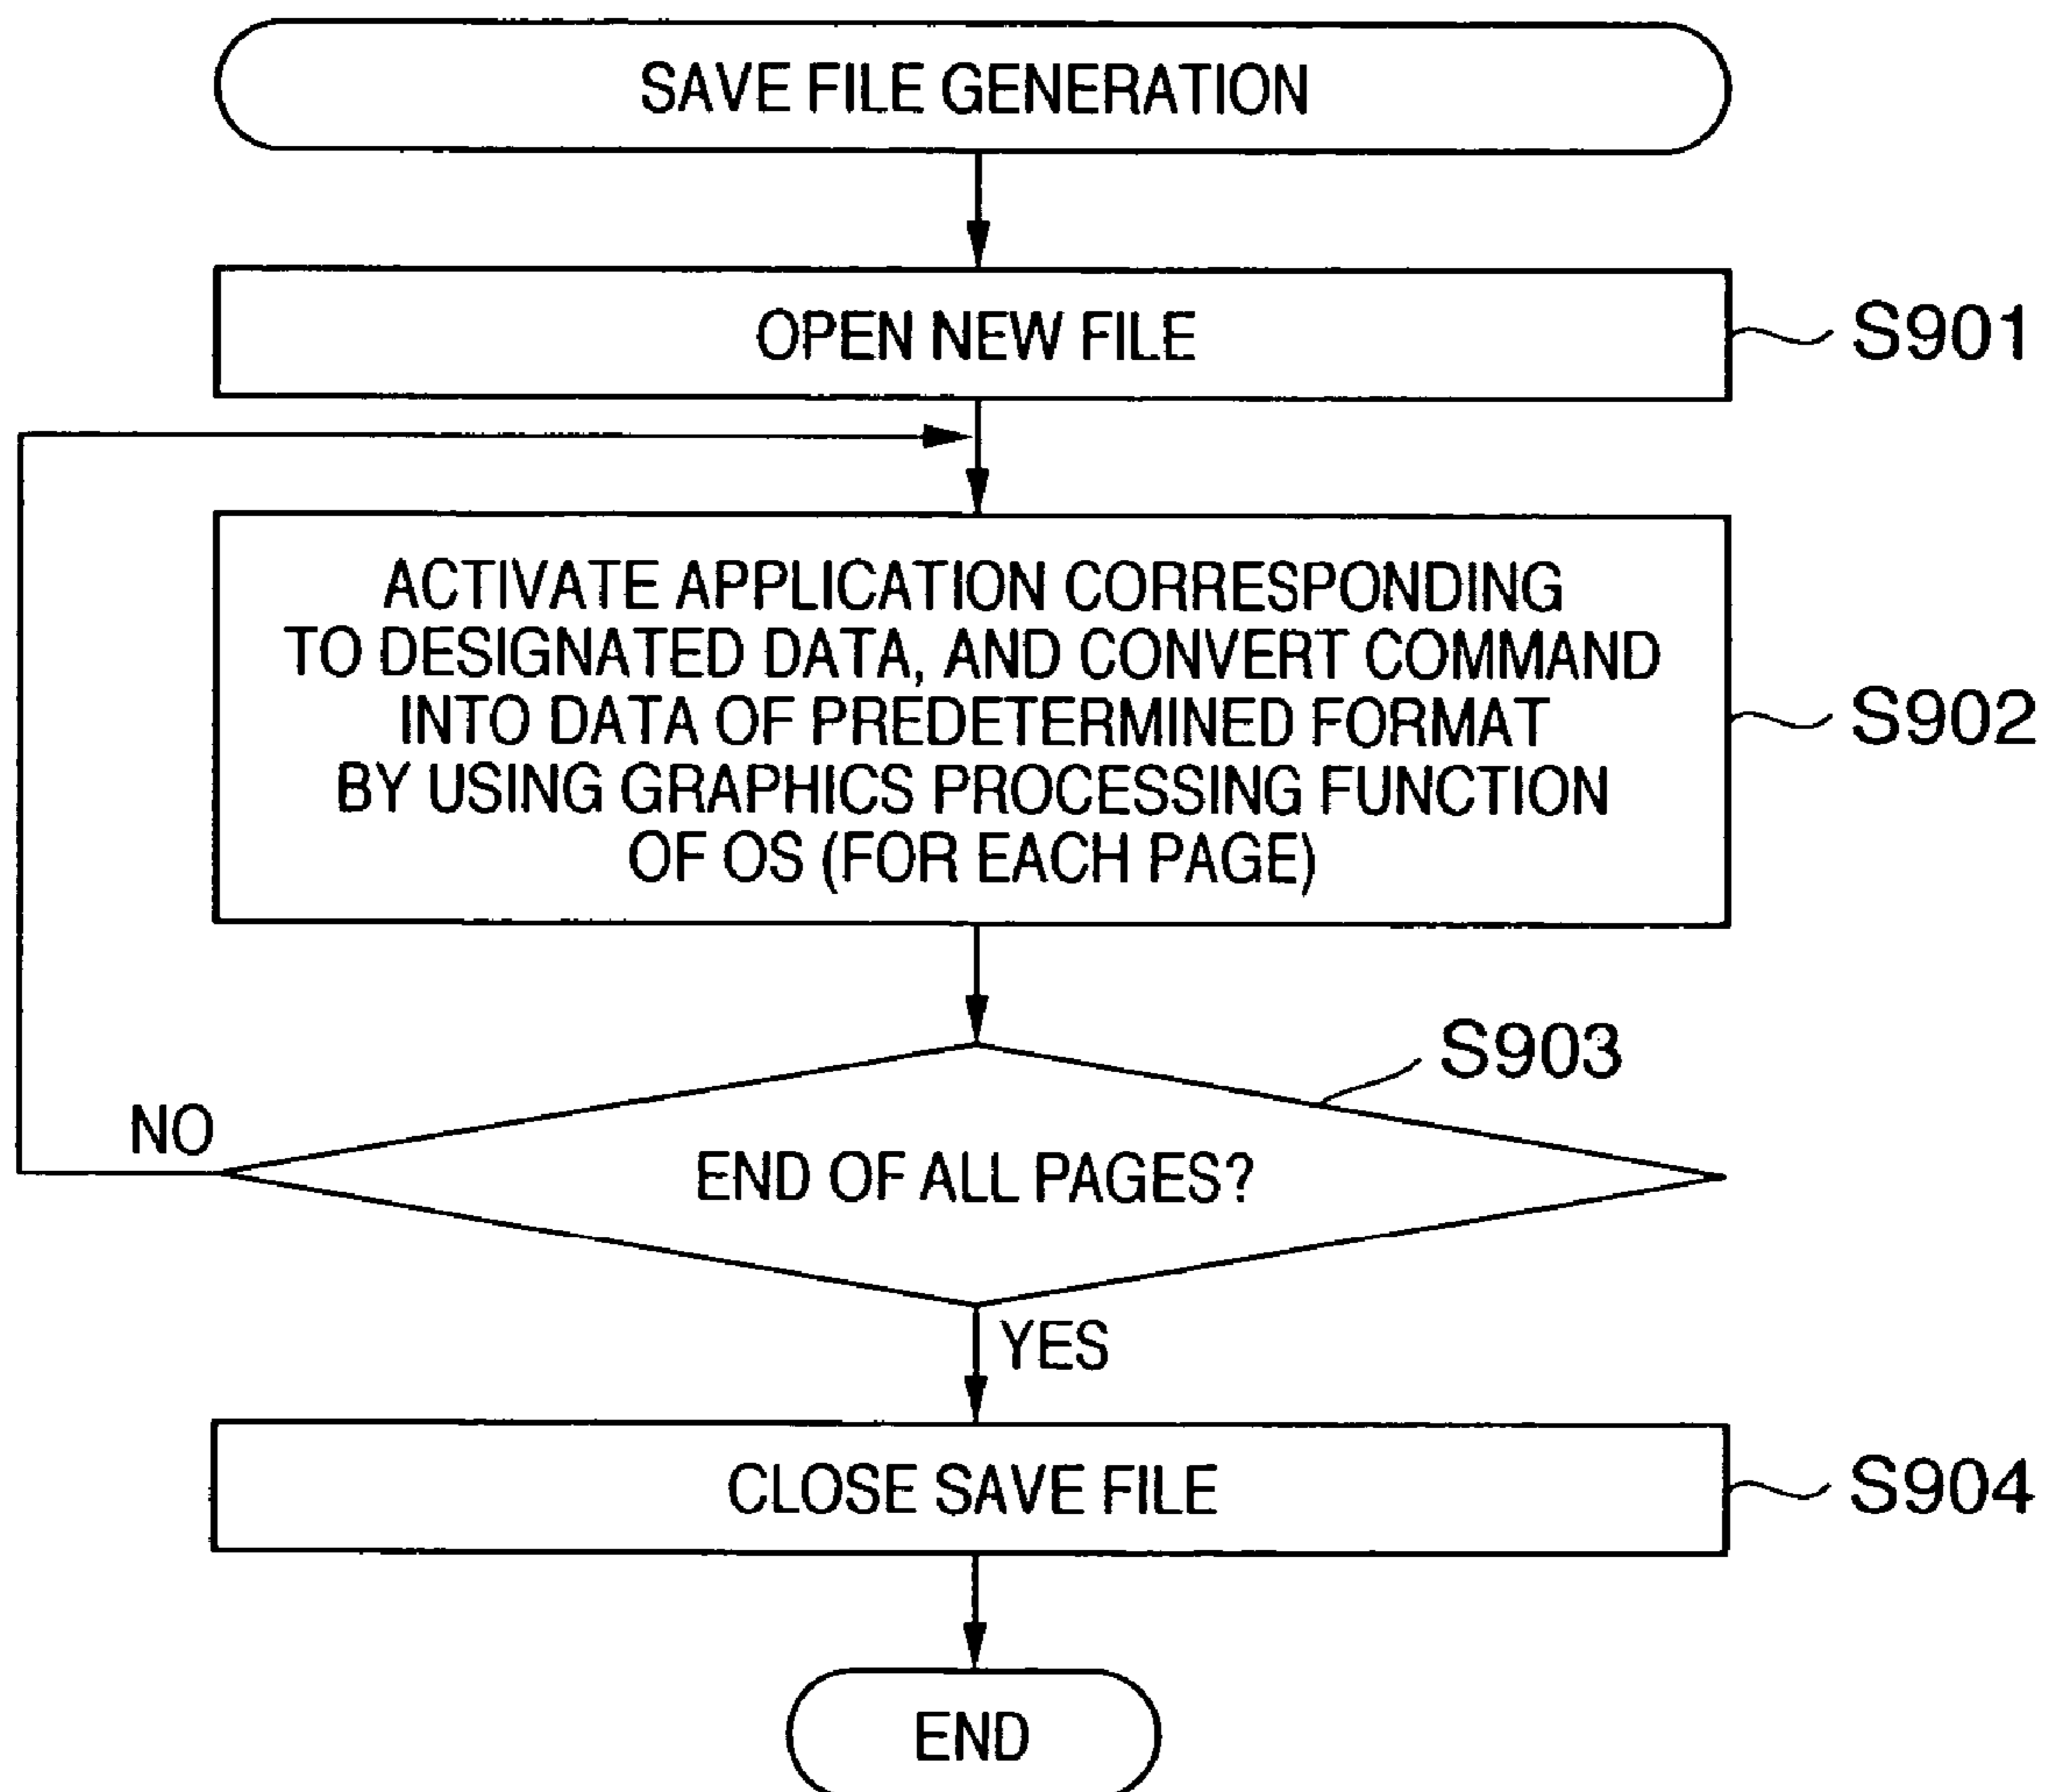 SAVE FILE GENERATION
OPEN NEW FILE
S901
ACTIVATE APPLICATION CORRESPONDING
TO DESIGNATED DATA, AND CONVERT COMMAND
INTO DATA OF PREDETERMINED FORMAT
BY USING GRAPHICS PROCESSING FUNCTION
OF OS (FOR EACH PAGE)
S902
S903
NO
END OF ALL PAGES?
YES
CLOSE SAVE FILE
S904
END